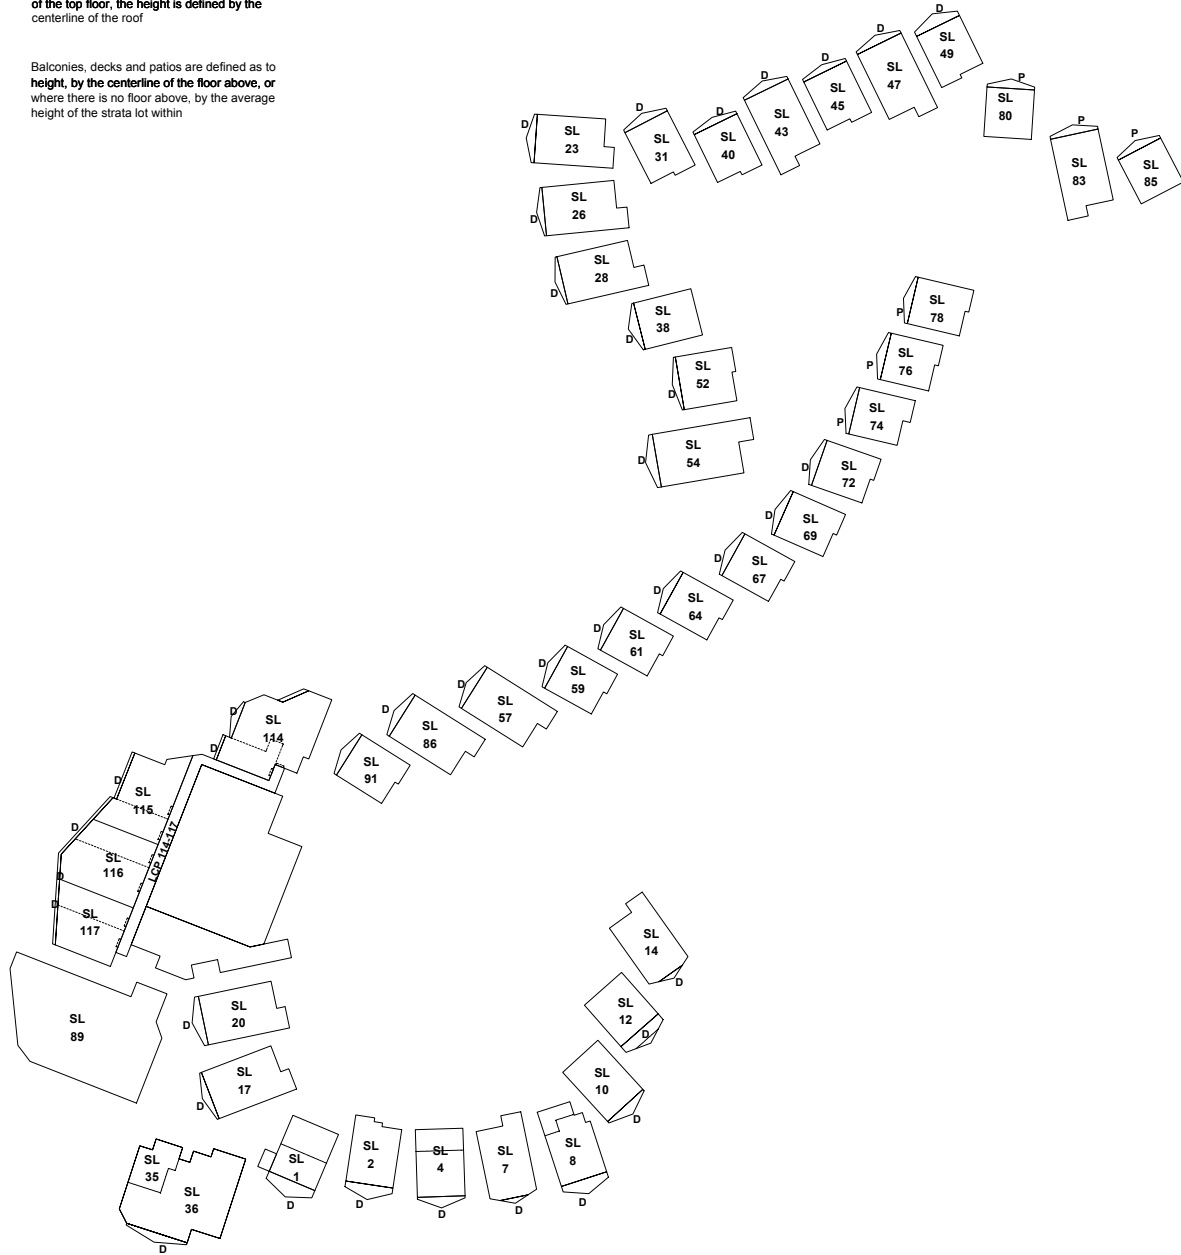 of the top floor, the height is defined by the
centerline of the roof
Balconies, decks and patios are defined as to
height, by the centerline of the floor above, or
where there is no floor above, by the average
height of the strata lot within
D
SL
49
D
SL
47
D
SL
45
D
SL
43
D
SL
40
D
SL
31
D
SL
23
P
SL
80
P
SL
83
P
SL
85
D
SL
26
D
SL
28
D
SL
38
D
SL
52
D
SL
54
P
SL
78
P
SL
76
P
SL
74
D
SL
72
D
SL
69
D
SL
67
D
SL
64
D
SL
61
D
SL
59
D
SL
57
D
SL
86
SL
91
D
SL
114
D
D
SL
115
D
SL
116
D
D
SL
117
LCP 114-117
SL
89
D
SL
20
D
SL
17
SL
14
D
SL
12
D
SL
10
D
SL
35
SL
36
D
SL
1
D
SL
2
D
SL
4
D
SL
7
D
SL
8
D